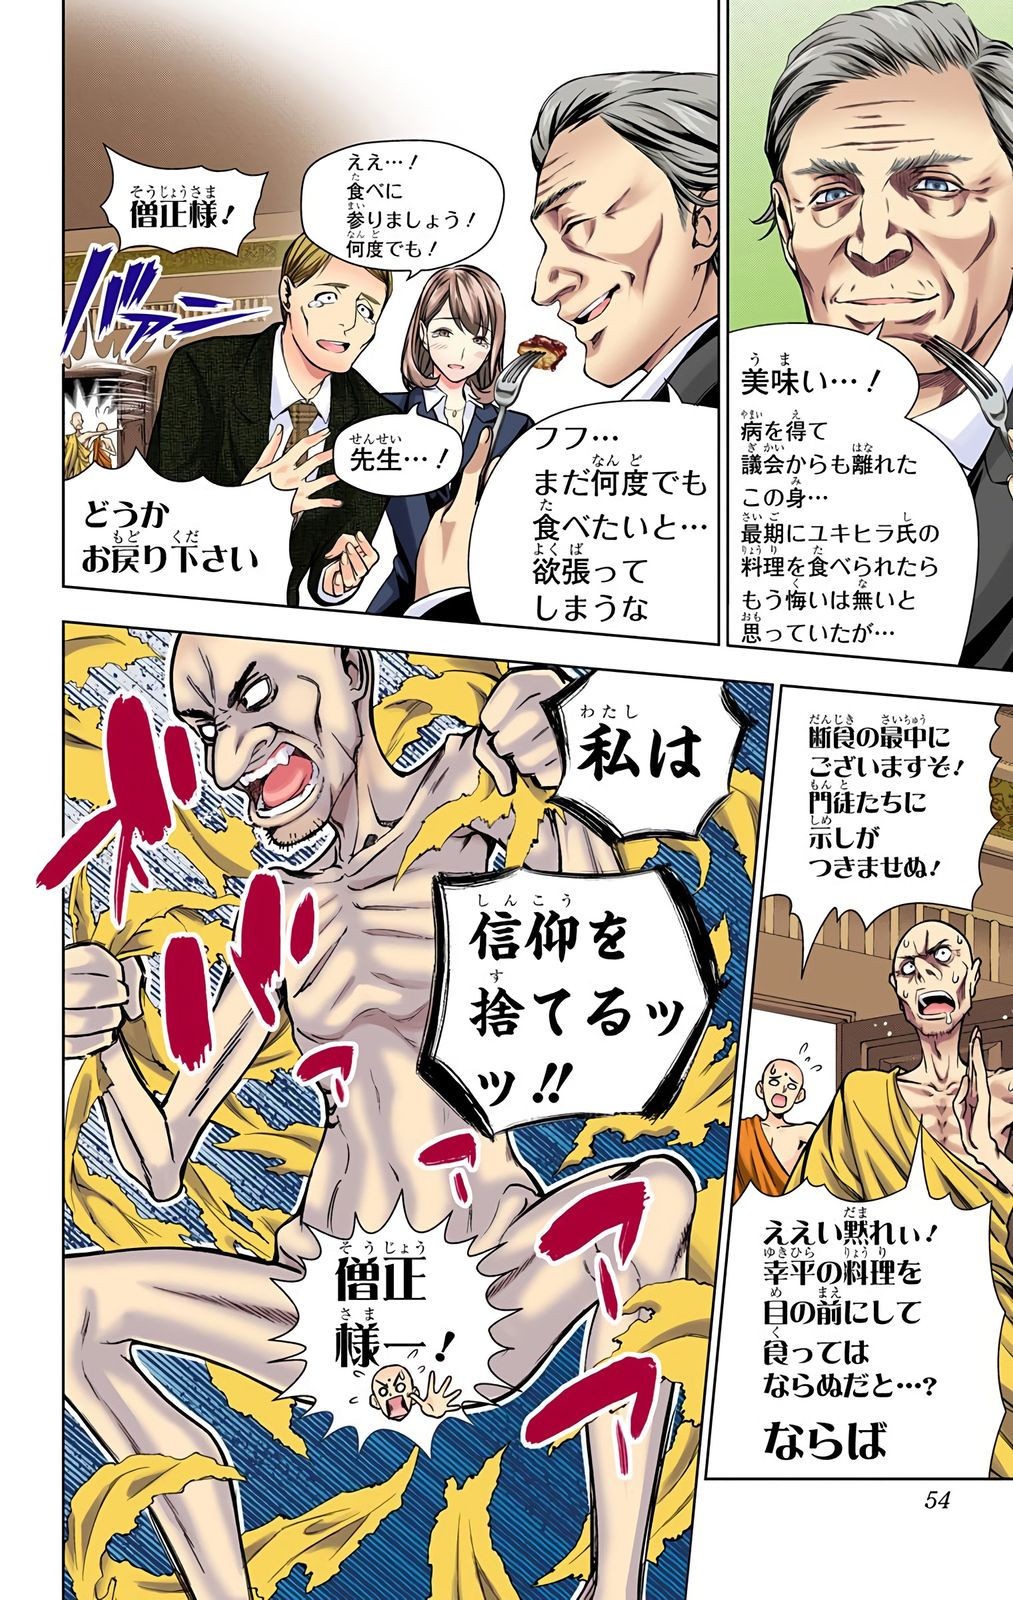 美味い…！
病を得て
議会からも離れた
この身…
最期にユキヒラ氏の
料理を食べられたら
もう悔いは無いと
思っていたが…
フフ…
まだ何度でも
食べたいと…
欲張って
しまうな
先生…！
ええ…！
食べに
参りましょう！
何度でも！
バァーン
僧正様！
どうか
お戻り下さい
断食の最中に
ございますぞ！
門徒たちに
示しが
つきませぬ！
ええい黙れぃ！
幸平の料理を
目の前にして
食っては
ならぬだと…？
ならば
私は
信仰を
捨てるッ
ッ!!
僧正
様ー！
54